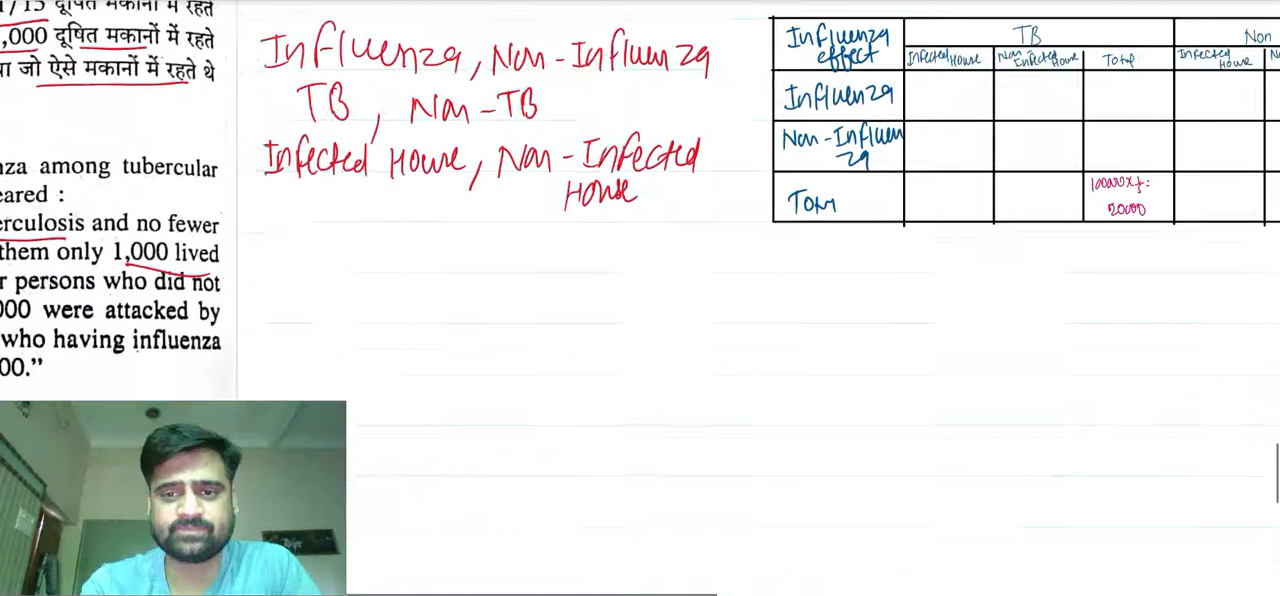 1/15 दूषित मकानों में रहते
,000 दूषित मकानों में रहते
जो ऐसे मकानों में रहते थे
nza among tubercular
eared :
erculosis and no fewer
them only 1,000 lived
r persons who did not
000 were attacked by
who having influenza
00.”
Influenza, Non-Influenza
TB, Non-TB
Infected House, Non-Infected
House
Influenza effect
TB
Non
Infected House
Non Infected House
Total
Infected House
Influenza
Non-Influen
za
Total
20000